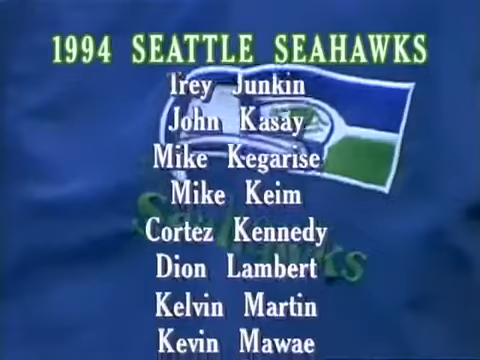 1994 SEATTLE SEAHAWKS
Trey Junkin
John Kasay
Mike Kegarise
Mike Keim
Cortez Kennedy
Seahawks
Dion Lambert
Kelvin Martin
Kevin Mawae